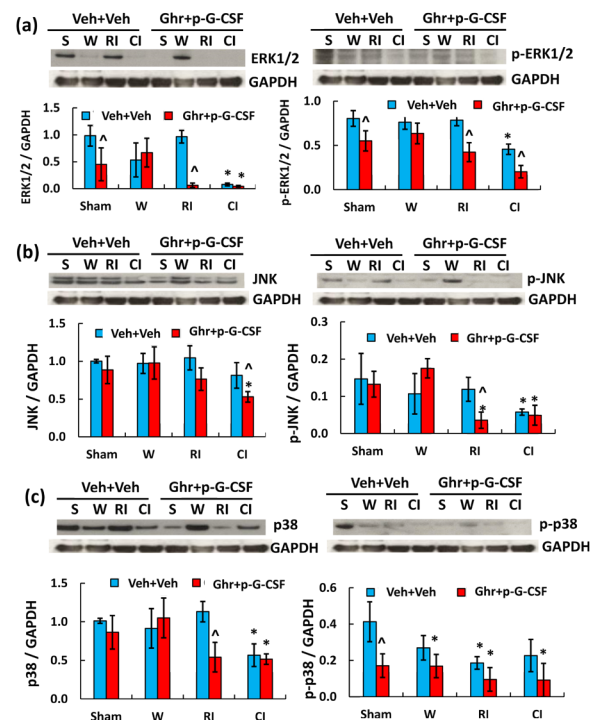 (a)
Veh+Veh Ghr+p-G-CSF
S W RI CI S W RI CI
ERK1/2
GAPDH
1.5
1.0
0.5
0.0
ERK1/2 / GAPDH
Veh+Veh Ghr+p-G-CSF
^ ^ * *
Sham W RI CI
Veh+Veh Ghr+p-G-CSF
S W RI CI S W RI CI
p-ERK1/2
GAPDH
1.0
0.5
0.0
p-ERK1/2 / GAPDH
Veh+Veh Ghr+p-G-CSF
^ ^ * ^
Sham W RI CI
(b)
Veh+Veh Ghr+p-G-CSF
S W RI CI S W RI CI
JNK
GAPDH
1.5
1.0
0.5
0.0
JNK / GAPDH
Veh+Veh Ghr+p-G-CSF
^
*
Sham W RI CI
Veh+Veh Ghr+p-G-CSF
S W RI CI S W RI CI
p-JNK
GAPDH
0.3
0.2
0.1
0.0
p-JNK / GAPDH
Veh+Veh Ghr+p-G-CSF
^
* * *
Sham W RI CI
(c)
Veh+Veh Ghr+p-G-CSF
S W RI CI S W RI CI
p38
GAPDH
1.5
1.0
0.5
0.0
p38 / GAPDH
Veh+Veh Ghr+p-G-CSF
^ * *
Sham W RI CI
Veh+Veh Ghr+p-G-CSF
S W RI CI S W RI CI
p-p38
GAPDH
0.6
0.4
0.2
0.0
p-p38 / GAPDH
Veh+Veh Ghr+p-G-CSF
^ * * * *
Sham W RI CI